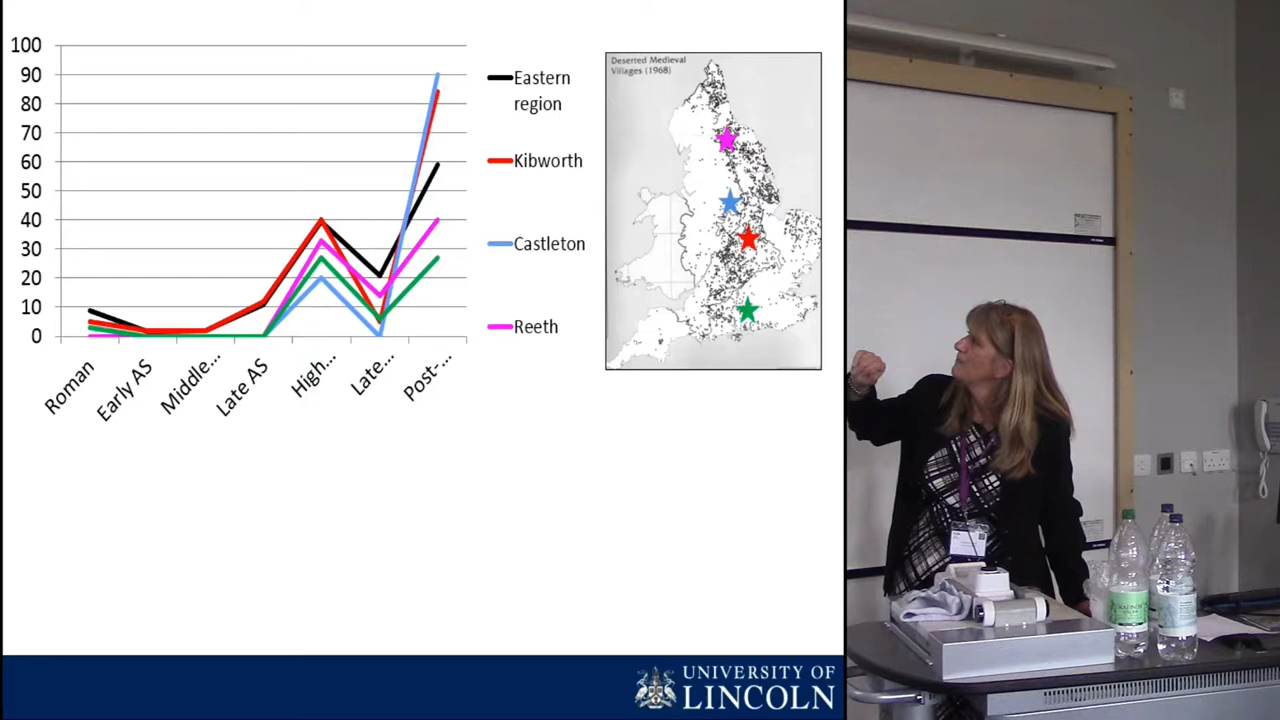 100
90
80
70
60
50
40
30
20
10
0
Roman
Early AS
Middle...
Late AS
High...
Late...
Post-...
Eastern
region
Kibworth
Castleton
Reeth
Deserted Medieval
Villages (1968)
UNIVERSITY OF
LINCOLN